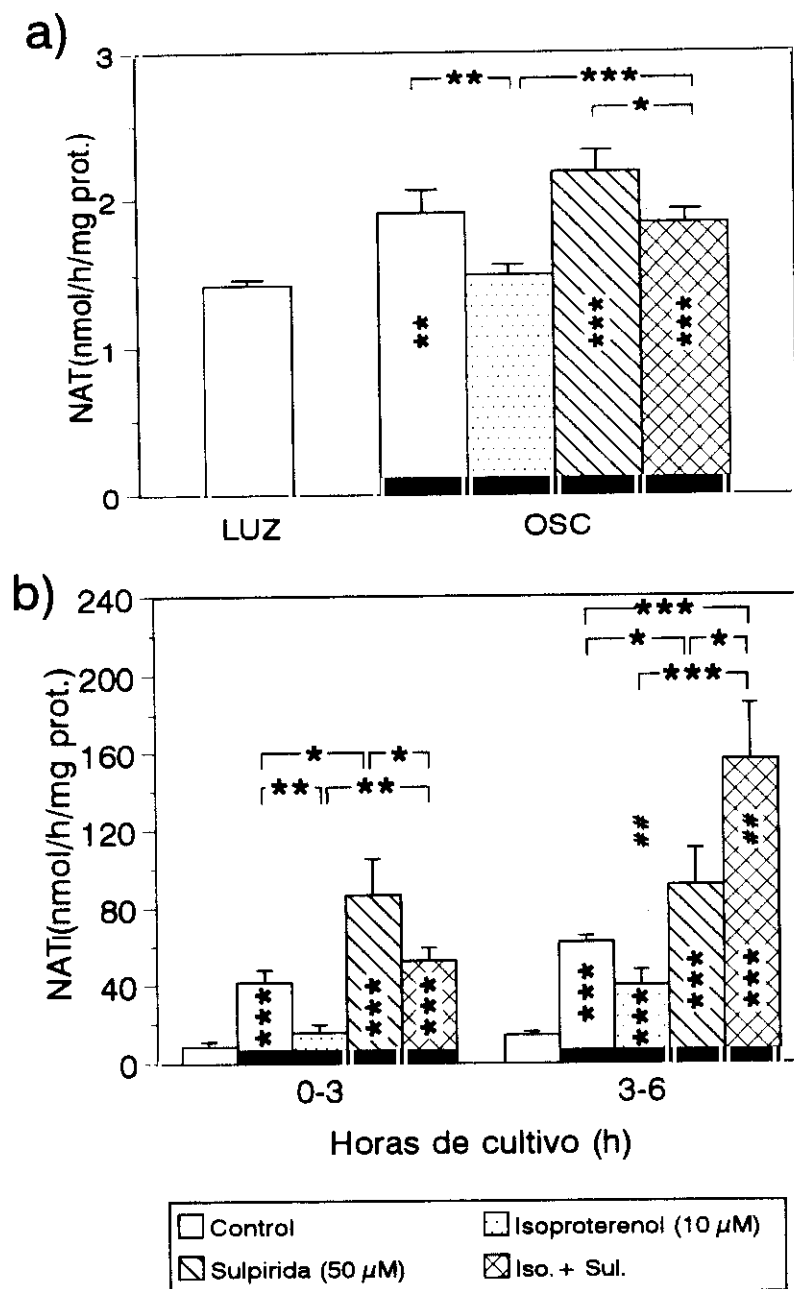 a)
3
2
1
0
NAT(nmol/h/mg prot.)
** ***
*
** *** ***
LUZ OSC
b)
240
200
160
120
80
40
0
NATi(nmol/h/mg prot.)
***
* *
***
* *
** **
## ##
*** *** *** *** *** *** ***
0-3 3-6
Horas de cultivo (h)
Control Isoproterenol (10 μM)
Sulpirida (50 μM) Iso. + Sul.